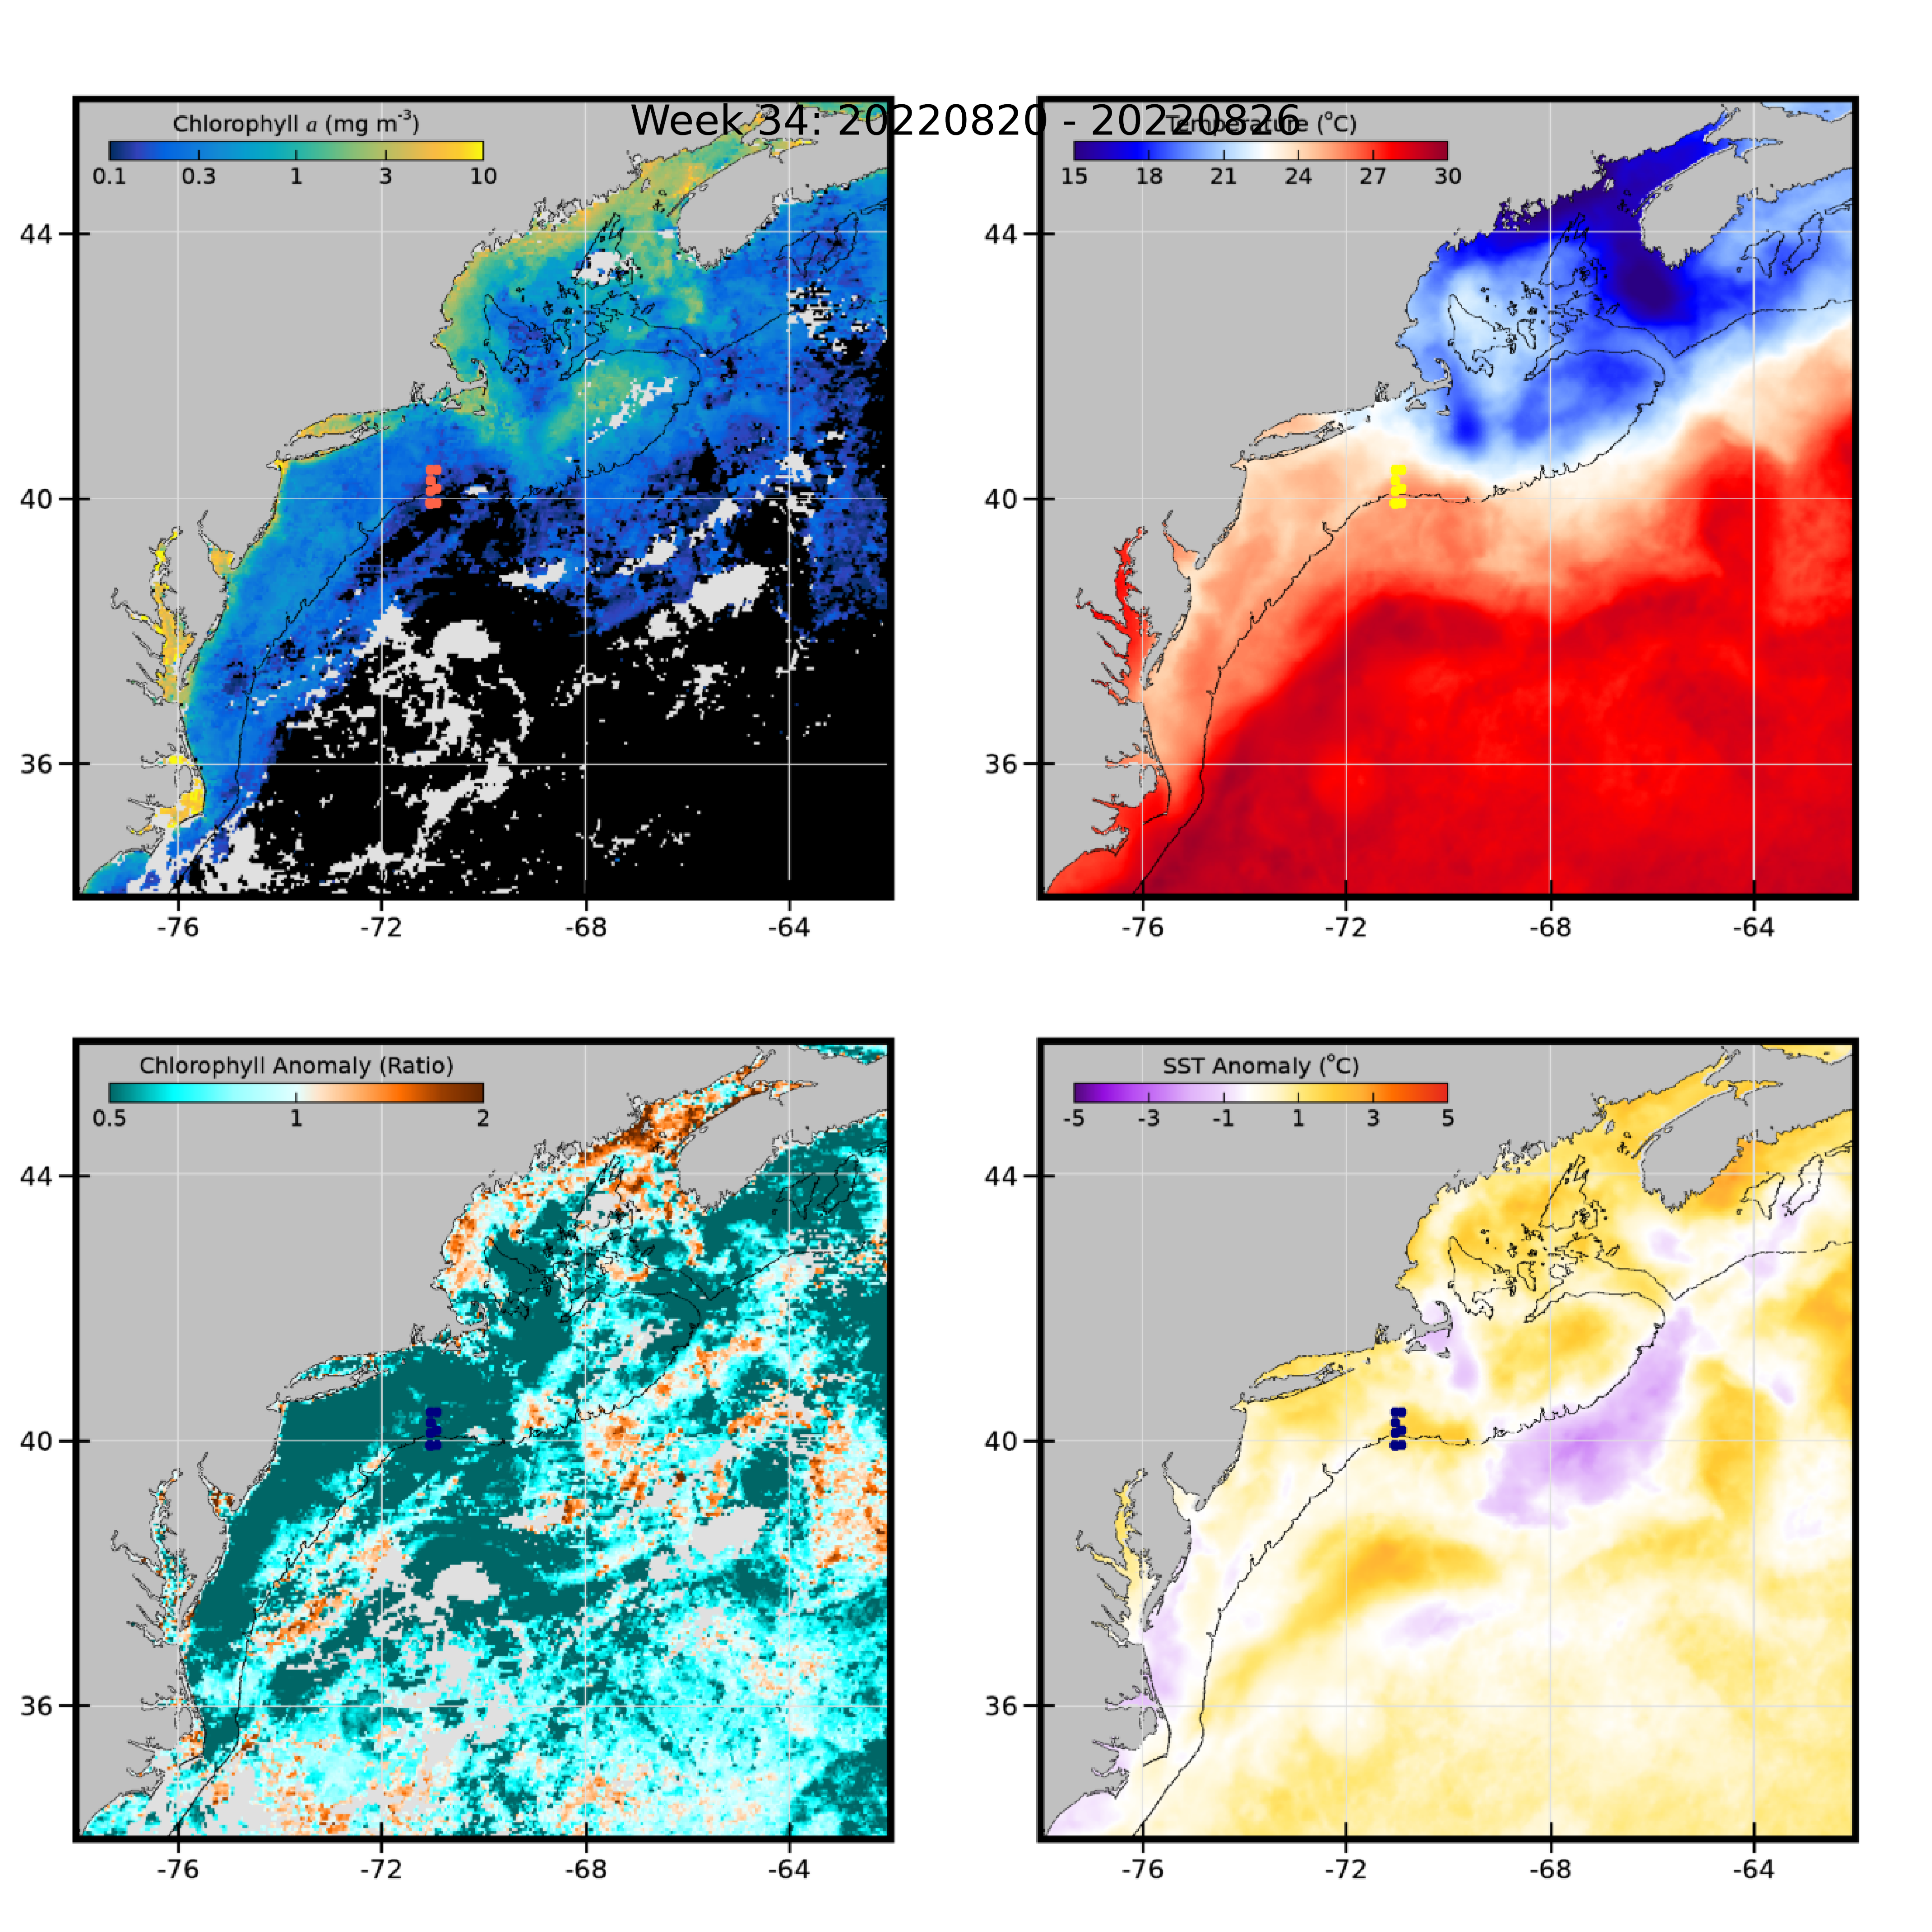 Week 34: 20220820 - 20220826
Chlorophyll a (mg m-3)
0.1 0.3 1 3 10
44
40
36
-76 -72 -68 -64
Temperature (oC)
15 18 21 24 27 30
44
40
36
-76 -72 -68 -64
Chlorophyll Anomaly (Ratio)
0.5 1 2
44
40
36
-76 -72 -68 -64
SST Anomaly (oC)
-5 -3 -1 1 3 5
44
40
36
-76 -72 -68 -64